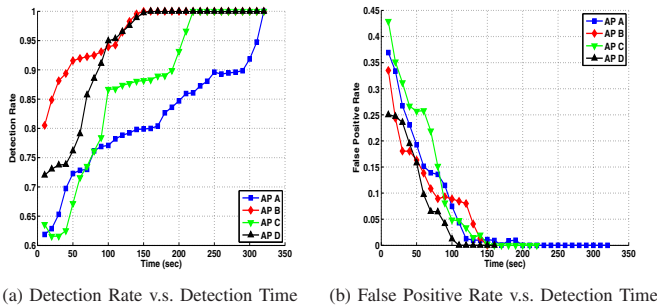 1
0.95
0.9
0.85
0.8
0.75
0.7
0.65
0.6
Detection Rate
0 50 100 150 200 250 300 350
Time (sec)
AP A
AP B
AP C
AP D
(a) Detection Rate v.s. Detection Time
0.45
0.4
0.35
0.3
0.25
0.2
0.15
0.1
0.05
0
False Positive Rate
0 50 100 150 200 250 300 350
Time (sec)
AP A
AP B
AP C
AP D
(b) False Positive Rate v.s. Detection Time